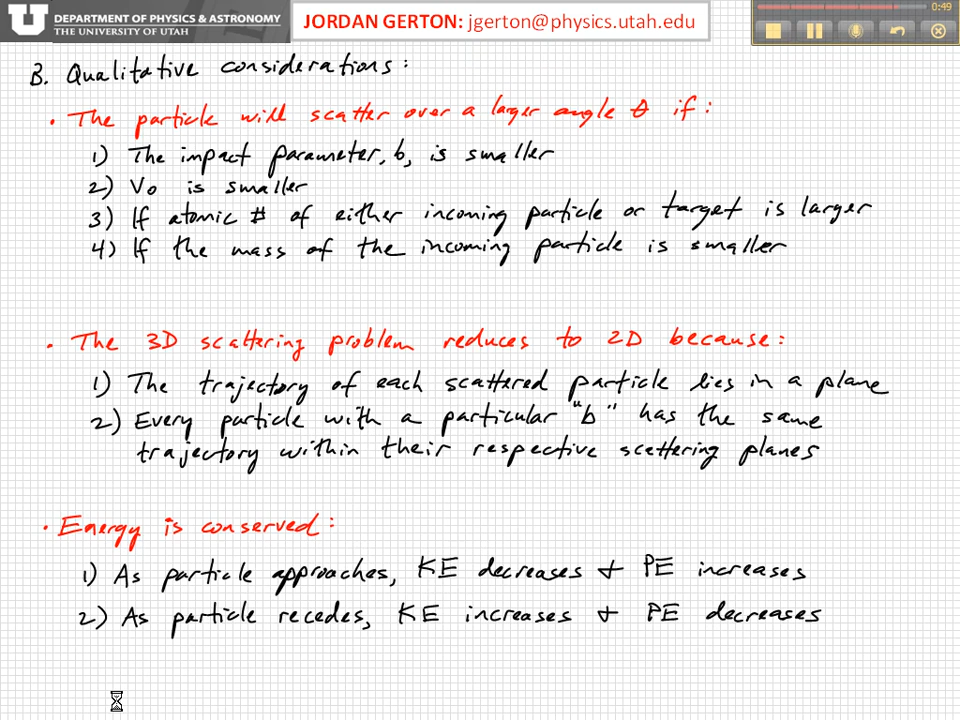 U DEPARTMENT OF PHYSICS & ASTRONOMY
THE UNIVERSITY OF UTAH
JORDAN GERTON: jgerton@physics.utah.edu
0:49
B. Qualitative considerations:
• The particle will scatter over a larger angle θ if:
1) The impact parameter, b, is smaller
2) Vo is smaller
3) If atomic # of either incoming particle or target is larger
4) If the mass of the incoming particle is smaller
• The 3D scattering problem reduces to 2D because:
1) The trajectory of each scattered particle lies in a plane
2) Every particle with a particular "b" has the same
trajectory within their respective scattering planes
• Energy is conserved:
1) As particle approaches, KE decreases + PE increases
2) As particle recedes, KE increases + PE decreases